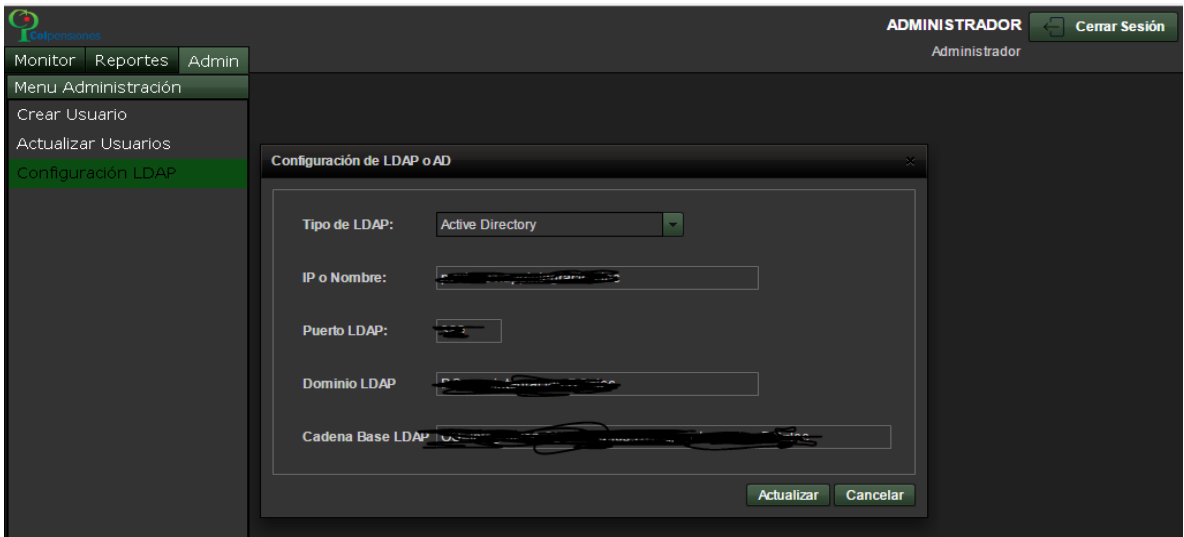 Colpensiones
ADMINISTRADOR
Cerrar Sesión
Administrador
Monitor Reportes Admin
Menu Administración
Crear Usuario
Actualizar Usuarios
Configuración LDAP
Configuración de LDAP o AD
Tipo de LDAP: Active Directory
IP o Nombre:
Puerto LDAP:
Dominio LDAP
Cadena Base LDAP
Actualizar Cancelar